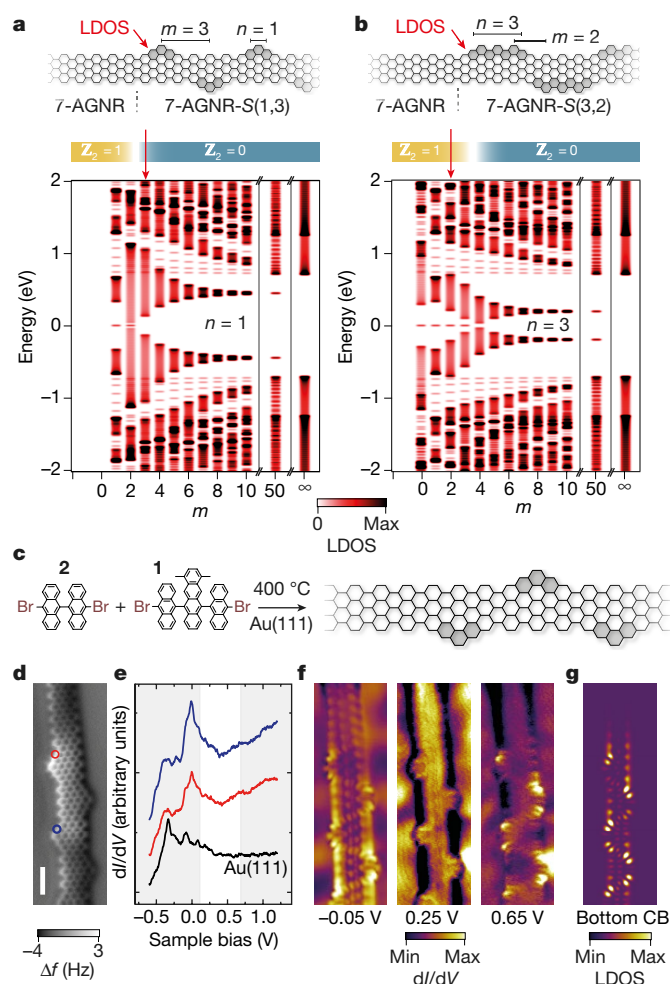 a
LDOS
m = 3
n = 1
7-AGNR
7-AGNR-S(1,3)
Z₂ = 1
Z₂ = 0
2
1
0
−1
−2
Energy (eV)
n = 1
0 2 4 6 8 10 50 ∞
m
b
LDOS
n = 3
m = 2
7-AGNR
7-AGNR-S(3,2)
Z₂ = 1
Z₂ = 0
2
1
0
−1
−2
Energy (eV)
n = 3
0 2 4 6 8 10 50 ∞
m
0 Max
LDOS
c
2
Br Br
+
1
Br Br
400 °C
Au(111)
d
−4 3
Δf (Hz)
e
dI/dV (arbitrary units)
Au(111)
−0.5 0.0 0.5 1.0
Sample bias (V)
f
−0.05 V 0.25 V 0.65 V
Min Max
dI/dV
g
Bottom CB
Min Max
LDOS